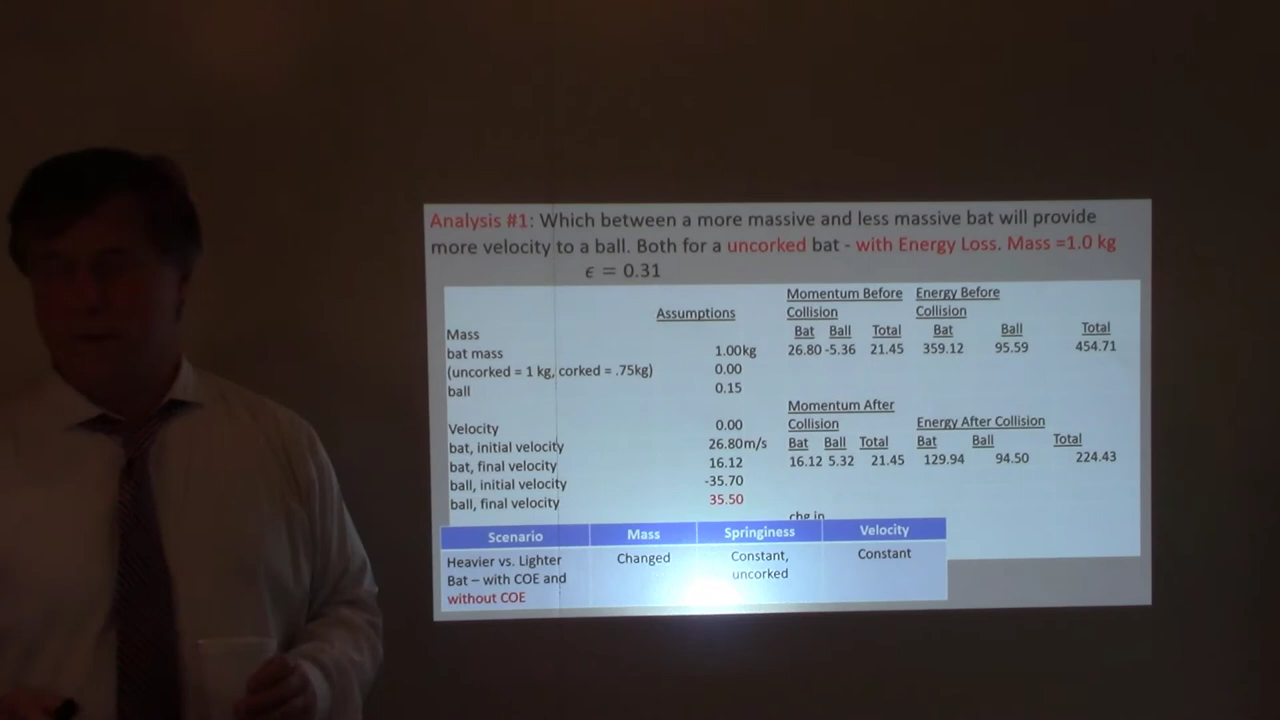 Analysis #1: Which between a more massive and less massive bat will provide
more velocity to a ball. Both for a uncorked bat - with Energy Loss. Mass =1.0 kg
ϵ = 0.31
Momentum Before Energy Before
Assumptions Collision Collision
Mass Bat Ball Total Bat Ball Total
bat mass 1.00kg 26.80 -5.36 21.45 359.12 95.59 454.71
(uncorked = 1 kg, corked = .75kg) 0.00
ball 0.15
Momentum After
Velocity 0.00 Collision Energy After Collision
bat, initial velocity 26.80m/s Bat Ball Total Bat Ball Total
bat, final velocity 16.12 16.12 5.32 21.45 129.94 94.50 224.43
ball, initial velocity -35.70
ball, final velocity 35.50
chg in
Scenario Mass Springiness Velocity
Heavier vs. Lighter Changed Constant, Constant
Bat – with COE and uncorked
without COE